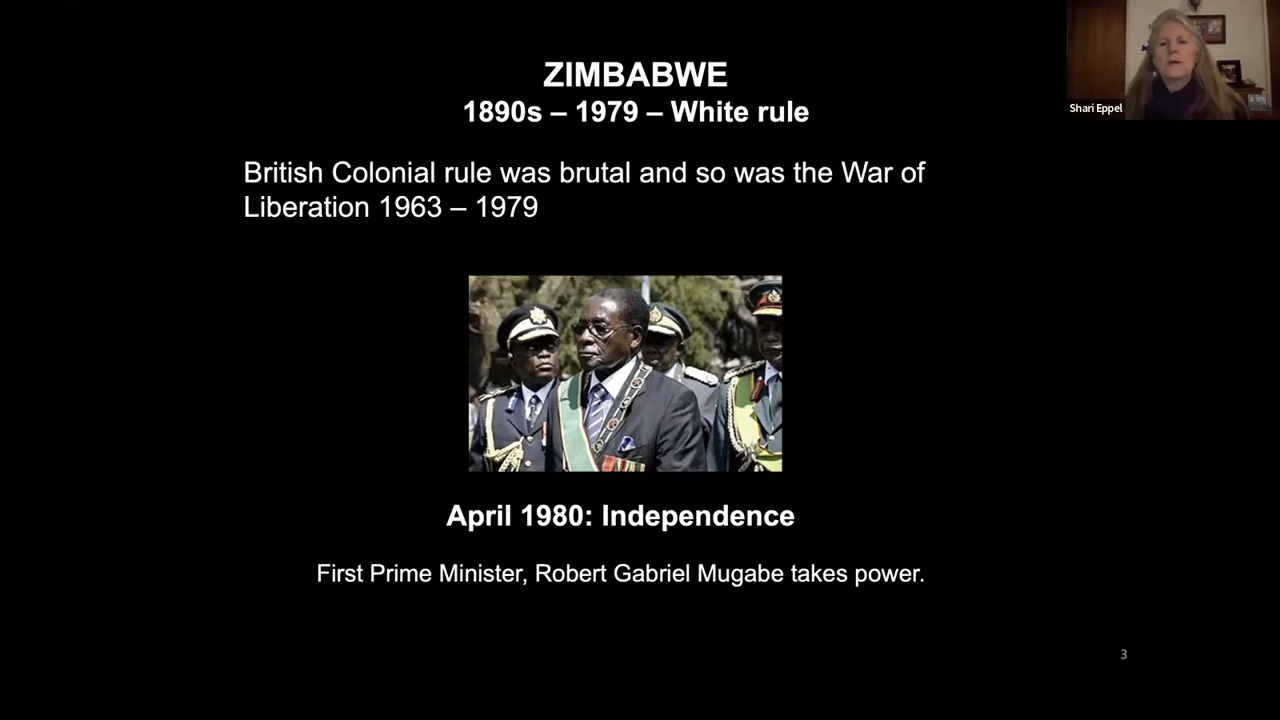 ZIMBABWE
1890s – 1979 – White rule
British Colonial rule was brutal and so was the War of
Liberation 1963 – 1979
April 1980: Independence
First Prime Minister, Robert Gabriel Mugabe takes power.
3
Shari Eppel